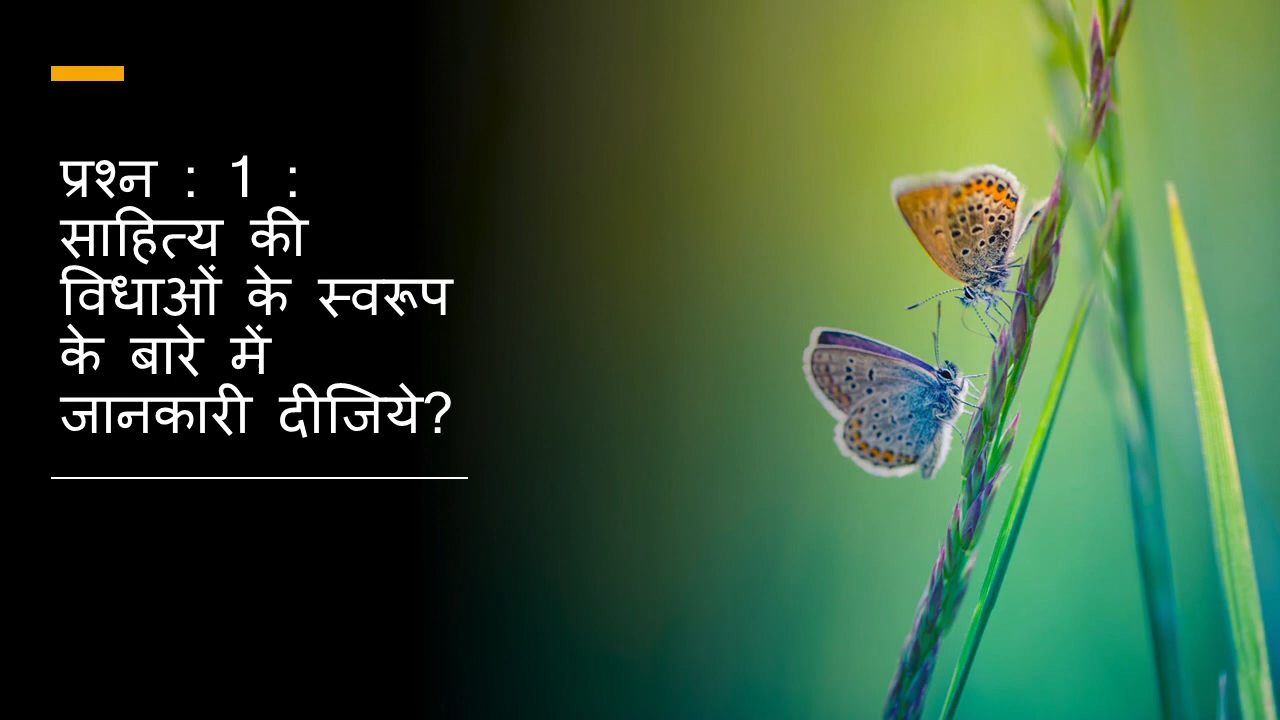 प्रश्न : 1 :
साहित्य की
विधाओं के स्वरूप
के बारे में
जानकारी दीजिये?